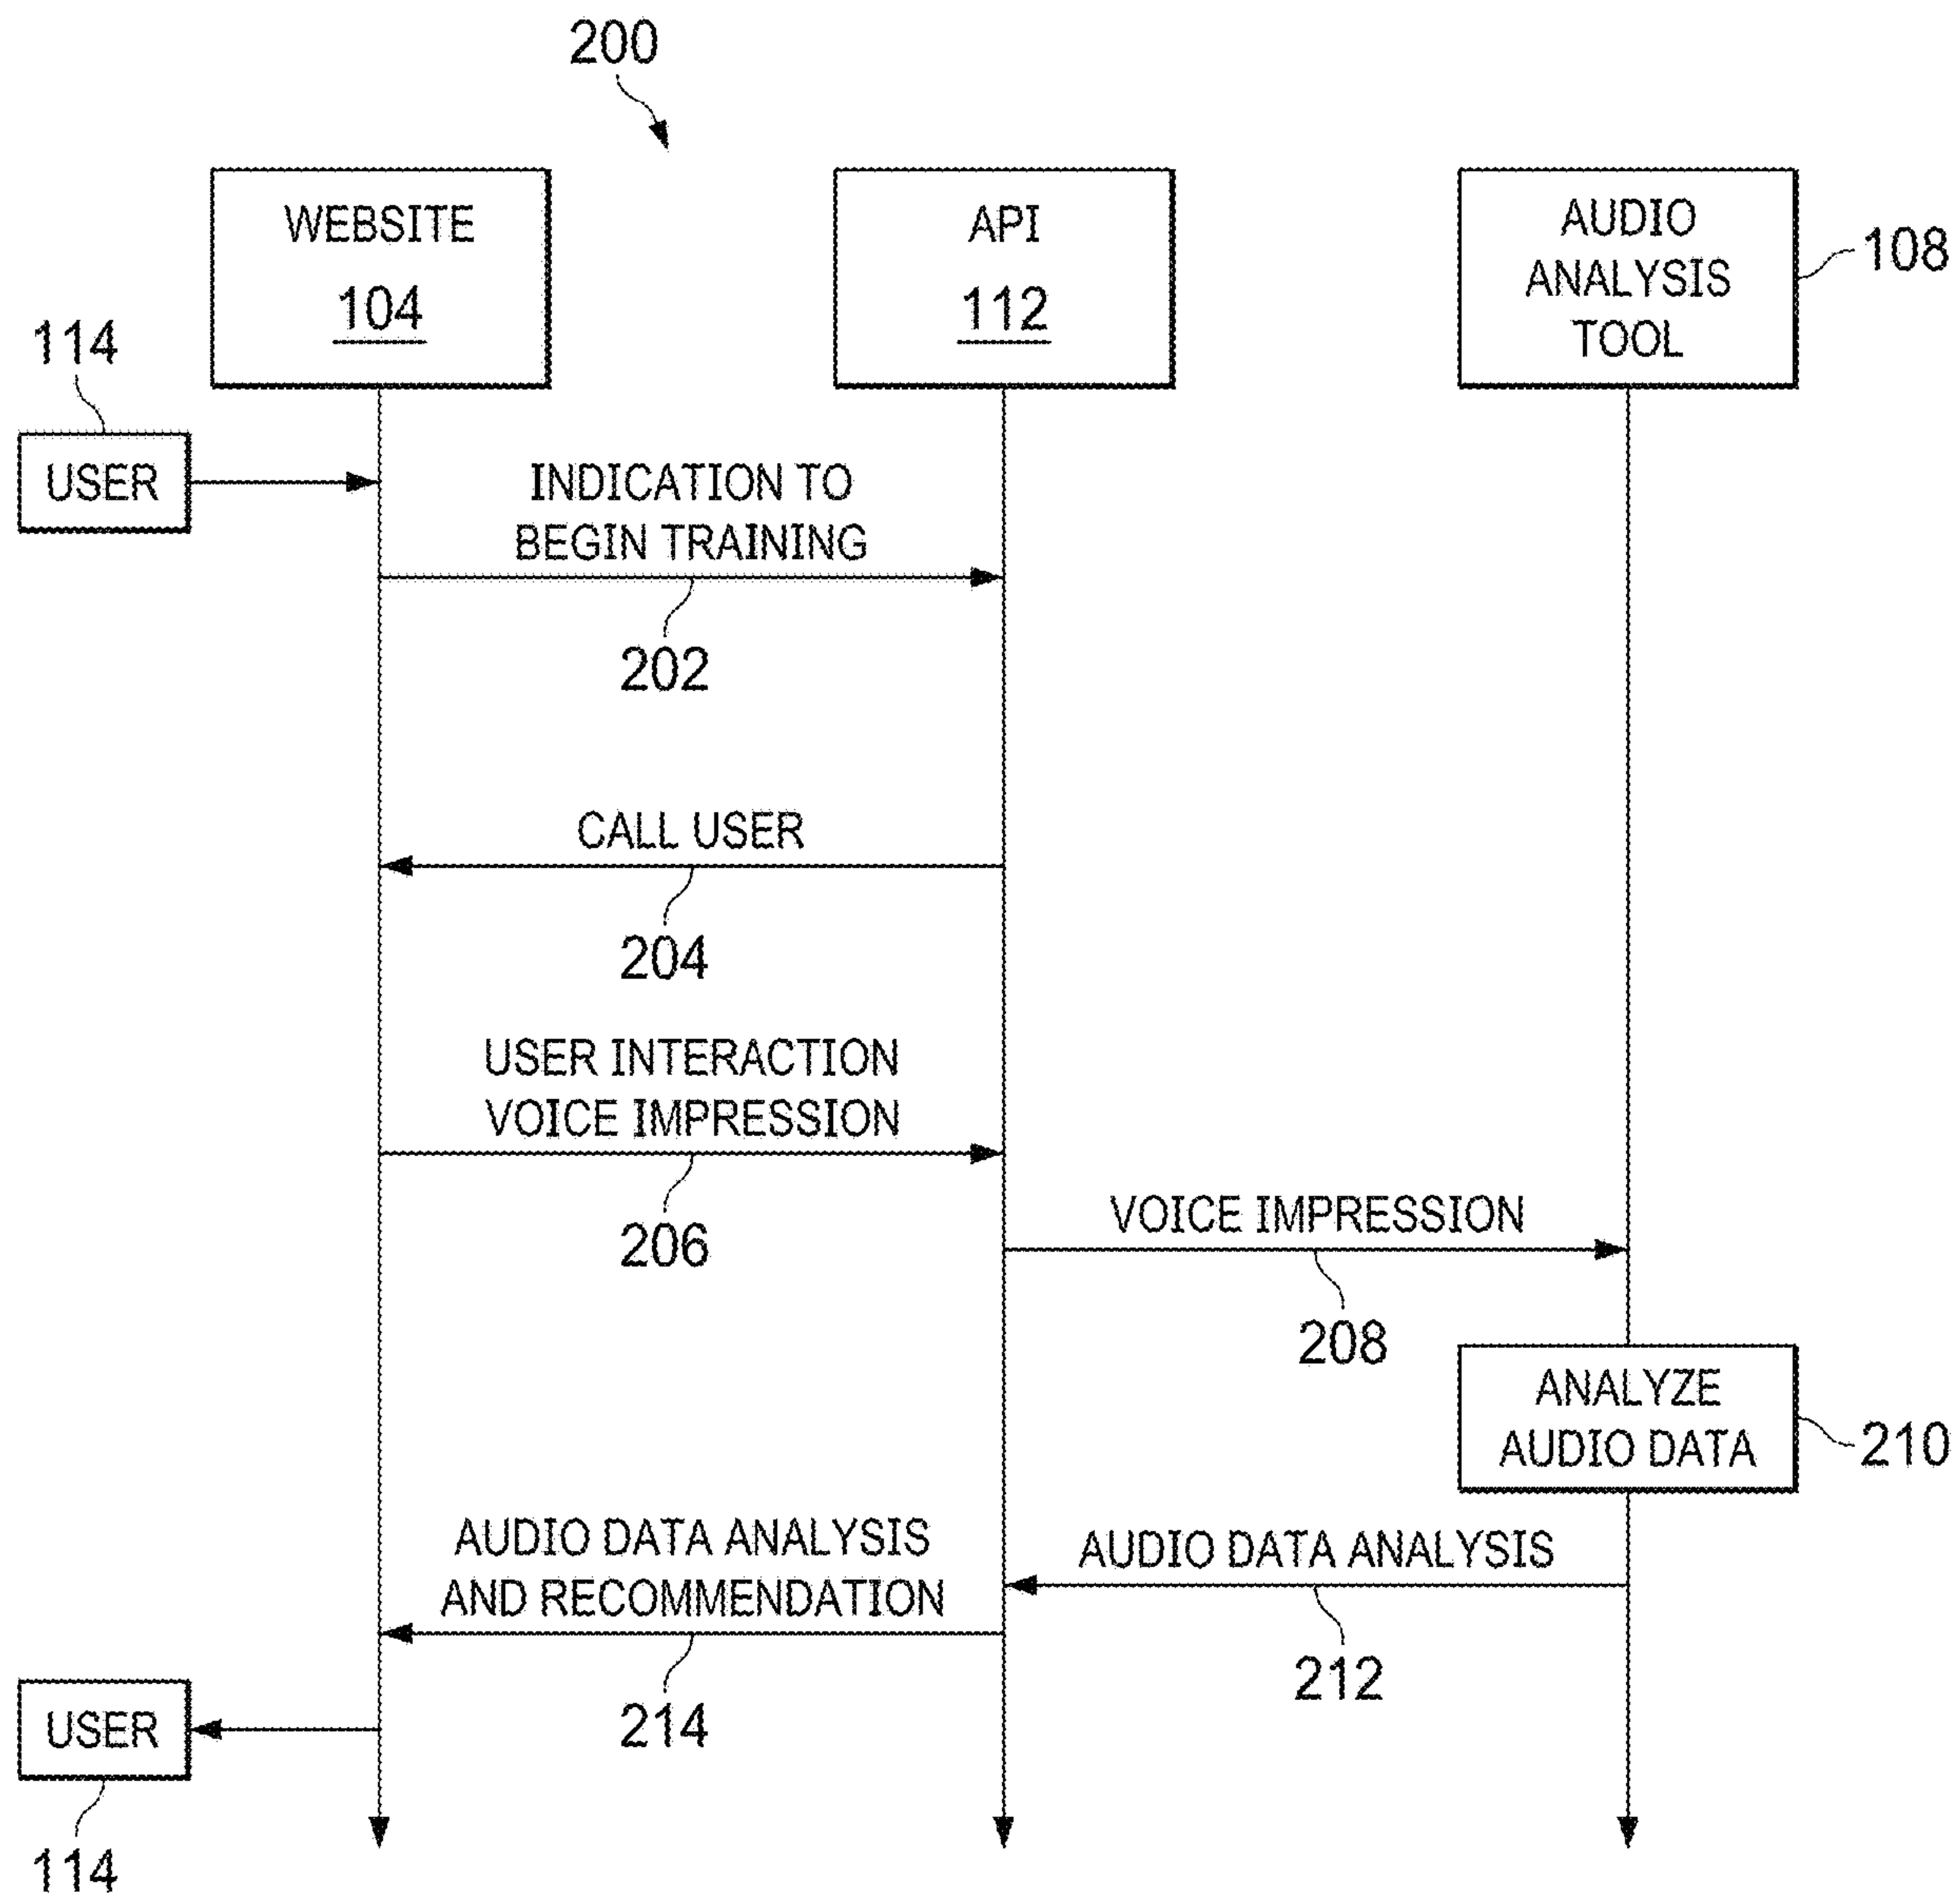 200
WEBSITE
104
API
112
AUDIO
ANALYSIS
TOOL
108
114
USER
INDICATION TO
BEGIN TRAINING
202
CALL USER
204
USER INTERACTION
VOICE IMPRESSION
206
VOICE IMPRESSION
208
ANALYZE
AUDIO DATA
210
AUDIO DATA ANALYSIS
212
AUDIO DATA ANALYSIS
AND RECOMMENDATION
214
USER
114